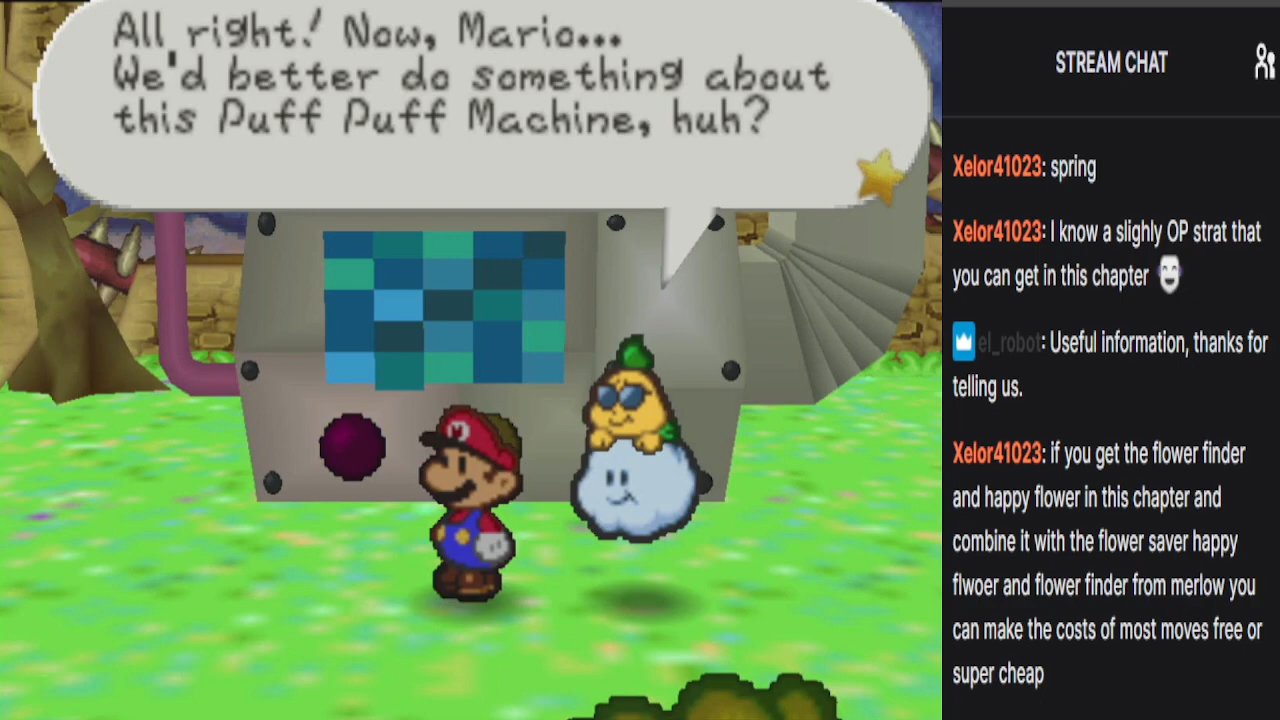 All right! Now, Mario...
We'd better do something about
this Puff Puff Machine, huh?
STREAM CHAT
Xelor41023: spring
Xelor41023: I know a slighly OP strat that
you can get in this chapter
el_robot: Useful information, thanks for
telling us.
Xelor41023: if you get the flower finder
and happy flower in this chapter and
combine it with the flower saver happy
flwoer and flower finder from merlow you
can make the costs of most moves free or
super cheap